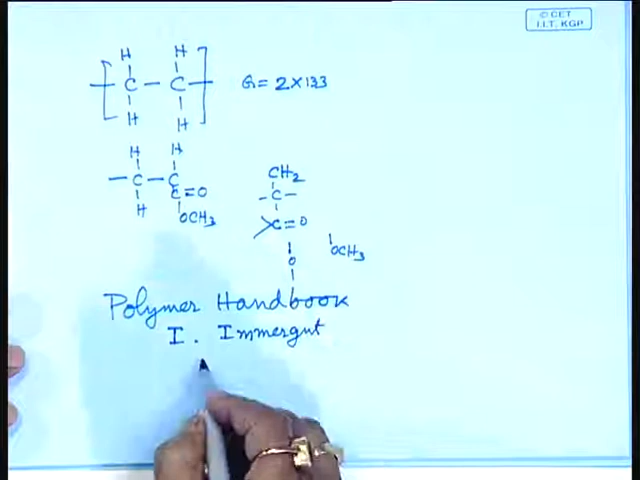 © CET
I.I.T. KGP
H H
— C — C —
H H
G = 2 × 133
H H
— C — C
C = O
H
OCH3
CH2
— C —
C = O
O
OCH3
Polymer Handbook
I. Immergut